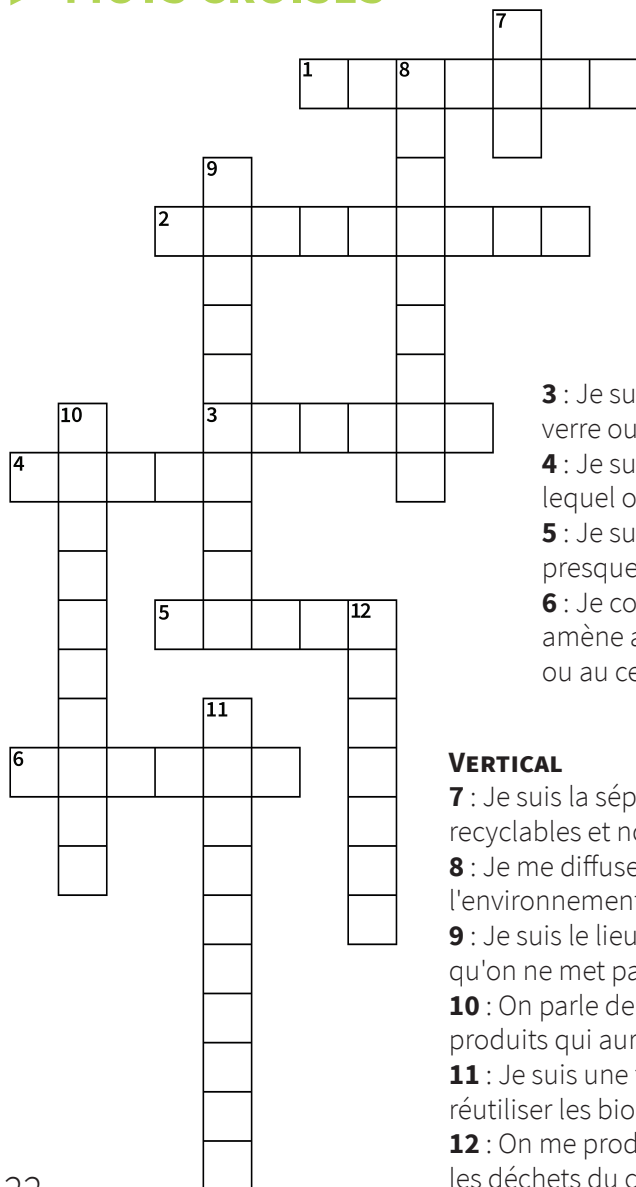 7
1
8
9
2
10
3
4
5
12
11
6
3 : Je su
verre ou
4 : Je su
lequel o
5 : Je su
presque
6 : Je co
amène a
ou au ce
VERTICAL
7 : Je suis la sép
recyclables et no
8 : Je me diffuse
l'environnement
9 : Je suis le lieu
qu'on ne met pa
10 : On parle de
produits qui aur
11 : Je suis une
réutiliser les bio
12 : On me prod
les déchets du c